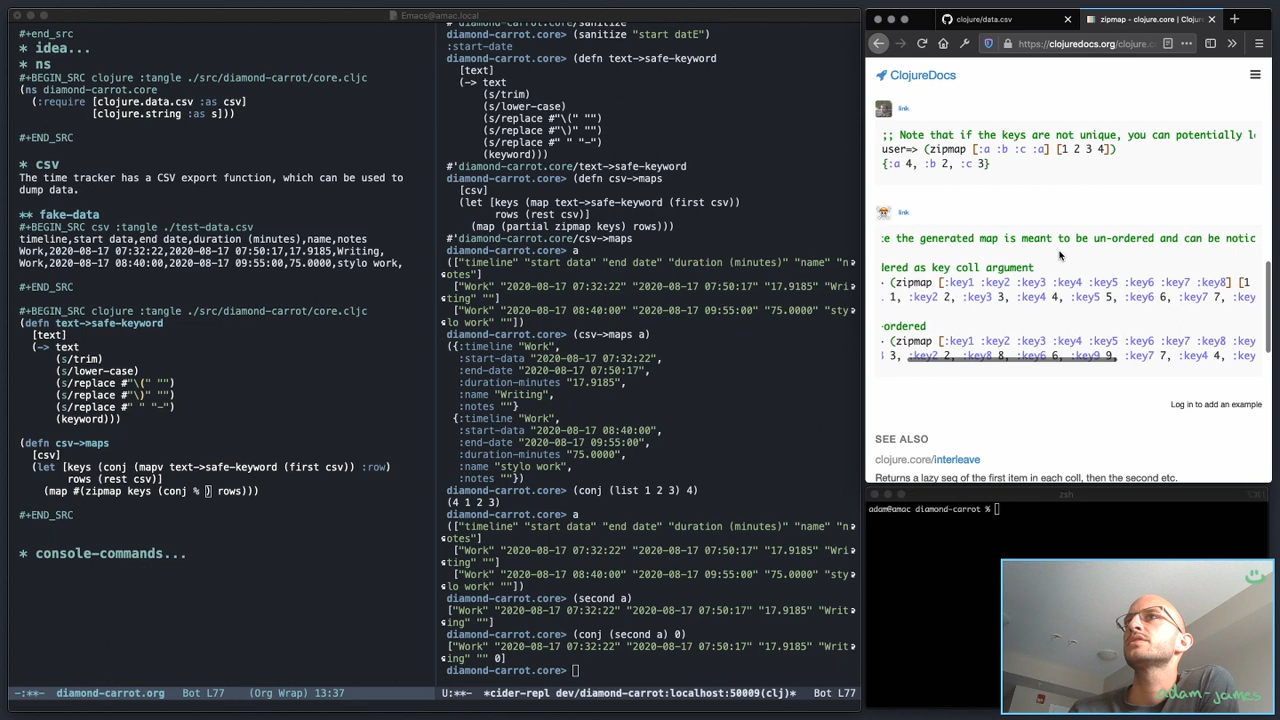 Emacs@amac.local
#+end_src
* idea...
* ns
#+BEGIN_SRC clojure :tangle ./src/diamond-carrot/core.cljc
(ns diamond-carrot.core
(:require [clojure.data.csv :as csv]
[clojure.string :as s]))
#+END_SRC
* csv
The time tracker has a CSV export function, which can be used to
dump data.
** fake-data
#+BEGIN_SRC csv :tangle ./test-data.csv
timeline,start data,end date,duration (minutes),name,notes
Work,2020-08-17 07:32:22,2020-08-17 07:50:17,17.9185,Writing,
Work,2020-08-17 08:40:00,2020-08-17 09:55:00,75.0000,stylo work,
#+END_SRC
#+BEGIN_SRC clojure :tangle ./src/diamond-carrot/core.cljc
(defn text->safe-keyword
[text]
(-> text
(s/trim)
(s/lower-case)
(s/replace #"\(" "")
(s/replace #"\)" "")
(s/replace #" " "-")
(keyword)))
(defn csv->maps
[csv]
(let [keys (conj (mapv text->safe-keyword (first csv)) :row)
rows (rest csv)]
(map #(zipmap keys (conj % ) rows)))
#+END_SRC
* console-commands...
-:**- diamond-carrot.org Bot L77 (Org Wrap) 13:37
# diamond-carrot.core/sanitize
diamond-carrot.core> (sanitize "start datE")
:start-date
diamond-carrot.core> (defn text->safe-keyword
[text]
(-> text
(s/trim)
(s/lower-case)
(s/replace #"\(" "")
(s/replace #"\)" "")
(s/replace #" " "-")
(keyword)))
#'diamond-carrot.core/text->safe-keyword
diamond-carrot.core> (defn csv->maps
[csv]
(let [keys (map text->safe-keyword (first csv))
rows (rest csv)]
(map (partial zipmap keys) rows)))
#'diamond-carrot.core/csv->maps
diamond-carrot.core> a
(["timeline" "start data" "end date" "duration (minutes)" "name" "n
otes"]
["Work" "2020-08-17 07:32:22" "2020-08-17 07:50:17" "17.9185" "Wri
ting" ""]
["Work" "2020-08-17 08:40:00" "2020-08-17 09:55:00" "75.0000" "sty
lo work" ""])
diamond-carrot.core> (csv->maps a)
({:timeline "Work",
:start-data "2020-08-17 07:32:22",
:end-date "2020-08-17 07:50:17",
:duration-minutes "17.9185",
:name "Writing",
:notes ""}
{:timeline "Work",
:start-data "2020-08-17 08:40:00",
:end-date "2020-08-17 09:55:00",
:duration-minutes "75.0000",
:name "stylo work",
:notes ""})
diamond-carrot.core> (conj (list 1 2 3) 4)
(4 1 2 3)
diamond-carrot.core> a
(["timeline" "start data" "end date" "duration (minutes)" "name" "n
otes"]
["Work" "2020-08-17 07:32:22" "2020-08-17 07:50:17" "17.9185" "Wri
ting" ""]
["Work" "2020-08-17 08:40:00" "2020-08-17 09:55:00" "75.0000" "sty
lo work" ""])
diamond-carrot.core> (second a)
["Work" "2020-08-17 07:32:22" "2020-08-17 07:50:17" "17.9185" "Writ
ing" ""]
diamond-carrot.core> (conj (second a) 0)
["Work" "2020-08-17 07:32:22" "2020-08-17 07:50:17" "17.9185" "Writ
ing" "" 0]
diamond-carrot.core>
U:**- *cider-repl dev/diamond-carrot:localhost:50009(clj)* Bot L77
clojure/data.csv
zipmap - clojure.core | Cloju
https://clojuredocs.org/clojure.c
ClojureDocs
link
;; Note that if the keys are not unique, you can potentially l
user=> (zipmap [:a :b :c :a] [1 2 3 4])
{:a 4, :b 2, :c 3}
link
e the generated map is meant to be un-ordered and can be notic
dered as key coll argument
(zipmap [:key1 :key2 :key3 :key4 :key5 :key6 :key7 :key8] [1
1, :key2 2, :key3 3, :key4 4, :key5 5, :key6 6, :key7 7, :key
-ordered
(zipmap [:key1 :key2 :key3 :key4 :key5 :key6 :key7 :key8 :key
3, :key2 2, :key8 8, :key6 6, :key9 9, :key7 7, :key4 4, :key
Log in to add an example
SEE ALSO
clojure.core/interleave
Returns a lazy seq of the first item in each coll, then the second etc.
zsh
adam@amac diamond-carrot %
adam-james